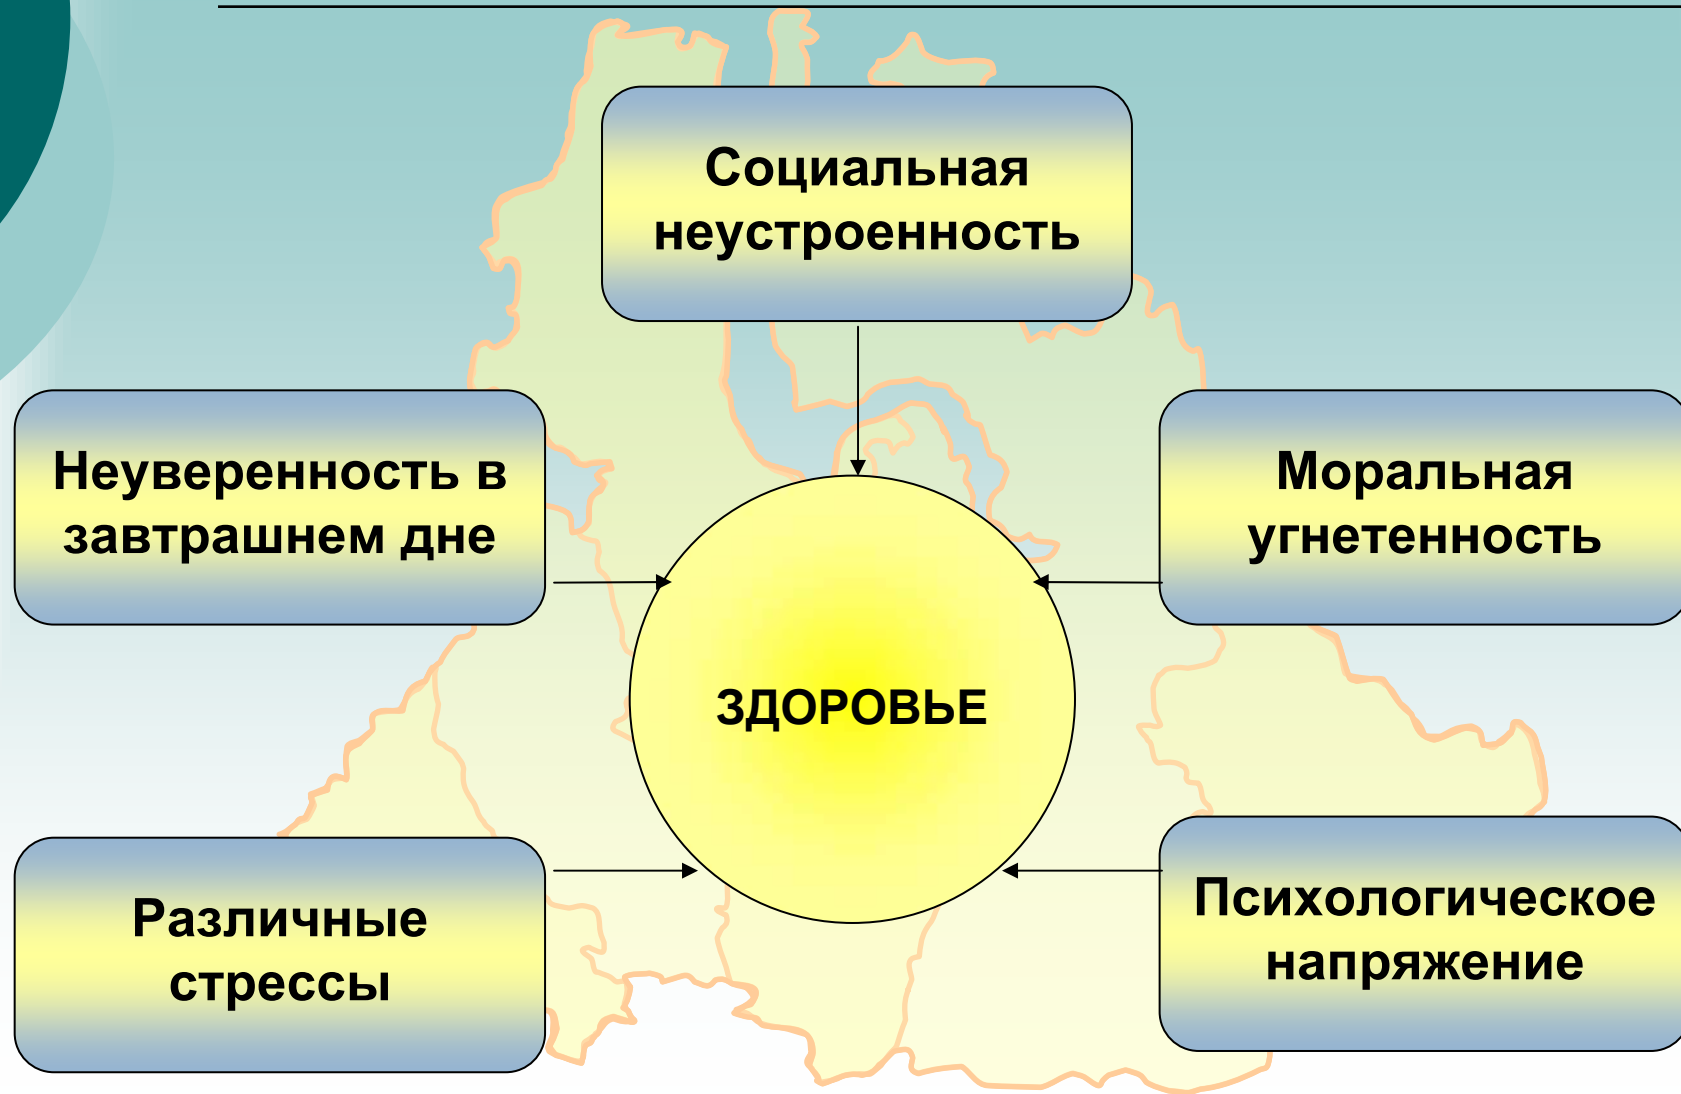 Социальная
неустроенность
Неуверенность в
завтрашнем дне
Моральная
угнетенность
ЗДОРОВЬЕ
Различные
стрессы
Психологическое
напряжение